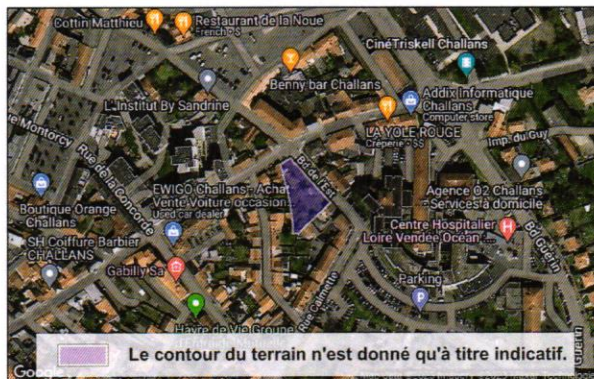 Cottin Matthieu
Restaurant de la Noue
French • $
CinéTriskell Challans
Benny bar Challans
Addix Informatique
Challans
Computer store
L'Institut By Sandrine
LA YOLE ROUGE
Crêperie • $$
Imp. du Guy
Rue de la Concorde
Bd de l'Est
EWIGO Challans - Achat
Vente Voiture occasion
Used car dealer
Boutique Orange
Challans
Agence O2 Challans
- Services à domicile
SH Coiffure Barbier
CHALLANS
Centre Hospitalier
Loire Vendée Océan ...
Bd Guérin
Gabilly Sa
Rue Calmette
Parking
Havre de Vie Groupe
Guérin
Le contour du terrain n'est donné qu'à titre indicatif.
Google